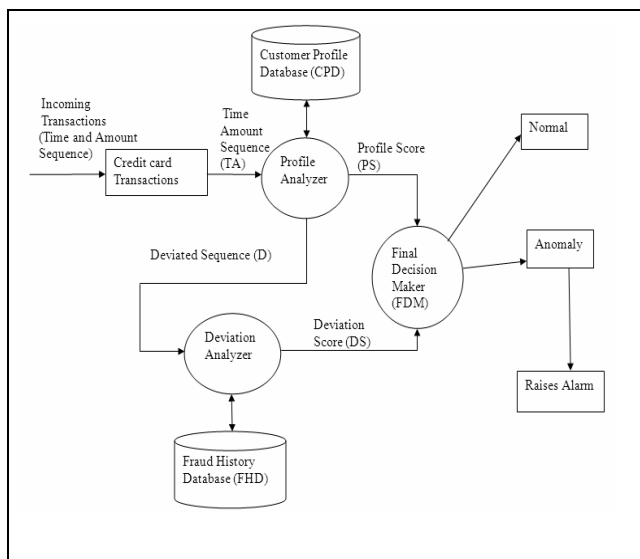 Customer Profile
Database (CPD)
Incoming
Transactions
(Time and Amount
Sequence)
Time
Amount
Sequence
(TA)
Credit card
Transactions
Profile
Analyzer
Profile Score
(PS)
Normal
Deviated Sequence (D)
Final
Decision
Maker
(FDM)
Anomaly
Deviation
Analyzer
Deviation
Score (DS)
Raises Alarm
Fraud History
Database (FHD)